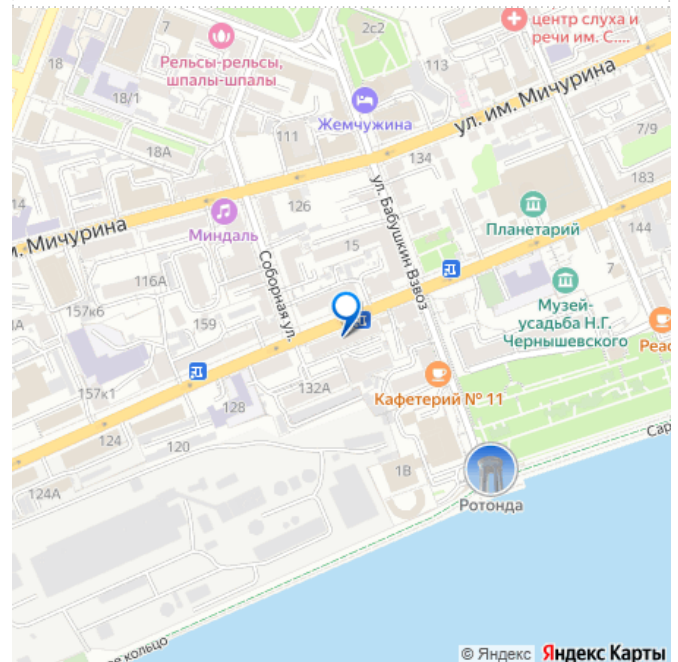 центр слуха и
речи им. С....
2с2
18
Рельсы-рельсы,
шпалы-шпалы
113
18/1
Жемчужина
ул. им. Мичурина
111
7/9
18А
134
183
14
126
Миндаль
Планетарий
144
м. Мичурина
15
ул. Бабушкин Взвоз
Соборная ул.
116А
7
157к6
Музей-
усадьба Н.Г.
Чернышевского
1А
159
Реас
157к1
132А
Кафетерий № 11
128
124
120
Сар
1В
124А
Ротонда
ое кольцо
© Яндекс Яндекс Карты